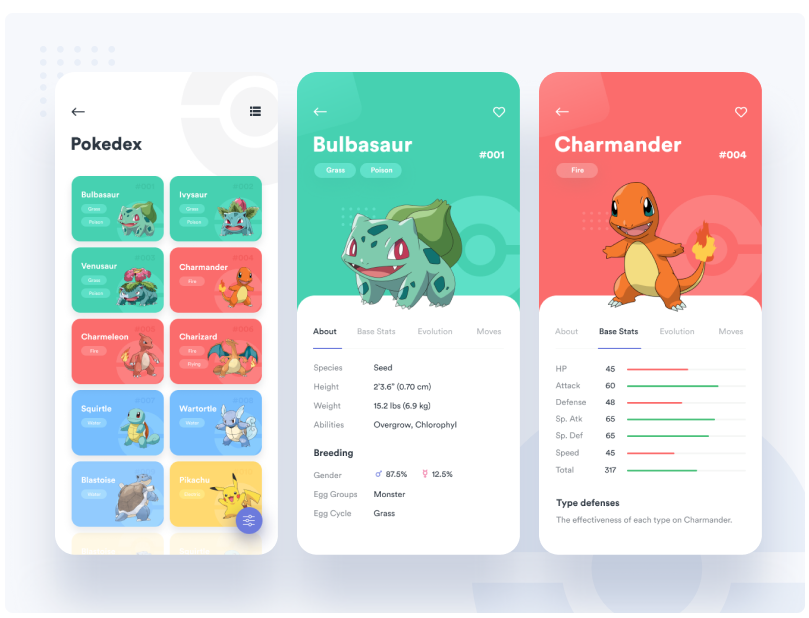 Pokedex
Bulbasaur
Grass
Poison
Ivysaur
Grass
Poison
Venusaur
Grass
Poison
Charmander
Fire
Charmeleon
Fire
Charizard
Fire
Flying
Squirtle
Water
Wartortle
Water
Blastoise
Water
Pikachu
Bulbasaur
#001
Grass Poison
About Base Stats Evolution Moves
Species Seed
Height 2'3.6" (0.70 cm)
Weight 15.2 lbs (6.9 kg)
Abilities Overgrow, Chlorophyl
Breeding
Gender ♂ 87.5% ♀ 12.5%
Egg Groups Monster
Egg Cycle Grass
Charmander
#004
Fire
About Base Stats Evolution Moves
HP 45
Attack 60
Defense 48
Sp. Atk 65
Sp. Def 65
Speed 45
Total 317
Type defenses
The effectiveness of each type on Charmander.